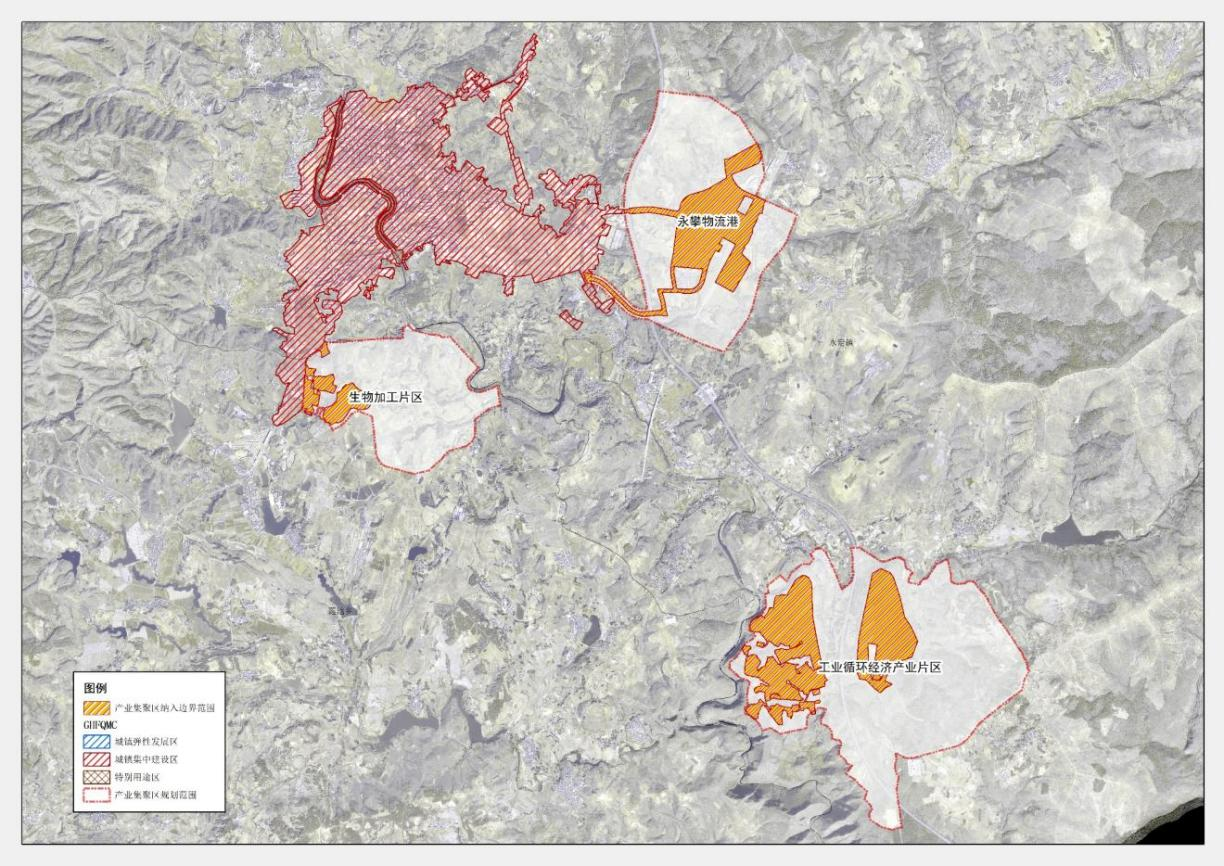 永攀物流港
永定镇
生物加工片区
工业循环经济产业片区
图例
产业集聚区纳入边界范围
GHFQMC
城镇弹性发展区
城镇集中建设区
特别用途区
产业集聚区规划范围